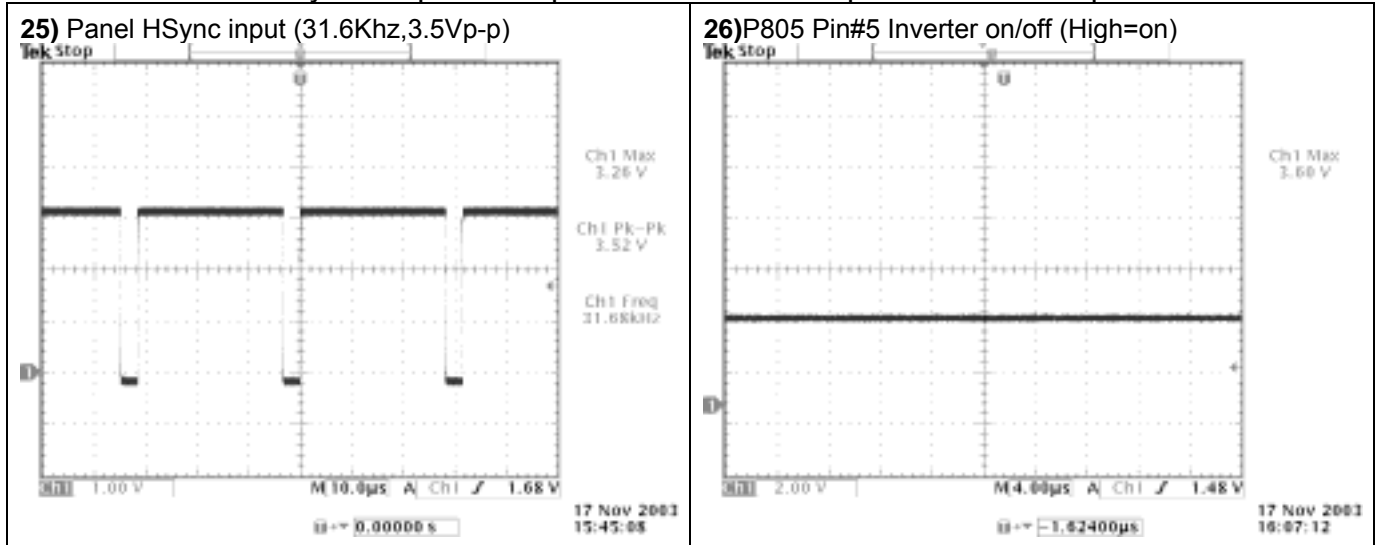 25) Panel HSync input (31.6Khz,3.5Vp-p)
Tek Stop
Ch1 Max
3.26 V
Ch1 Pk-Pk
3.52 V
Ch1 Freq
31.68kHz
1
Ch1 1.00 V M 10.0µs A Ch1 1.68 V
0.00000 s
17 Nov 2003
15:45:08
26)P805 Pin#5 Inverter on/off (High=on)
Tek Stop
Ch1 Max
3.60 V
1
Ch1 2.00 V M 4.00µs A Ch1 1.48 V
-1.62400µs
17 Nov 2003
16:07:12